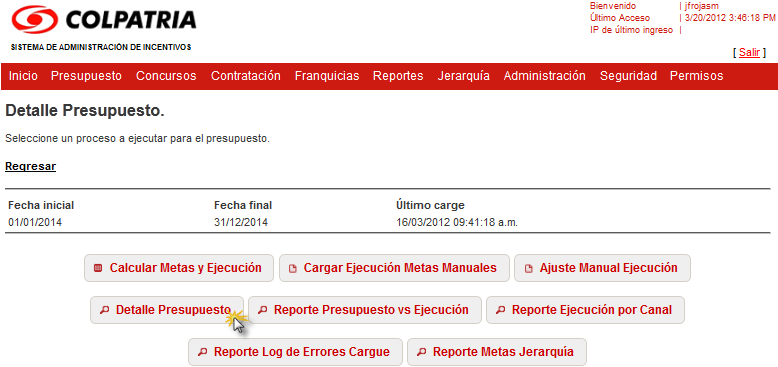 COLPATRIA
SISTEMA DE ADMINISTRACIÓN DE INCENTIVOS
Bienvenido | jfrojasm
Último Acceso | 3/20/2012 3:46:18 PM
IP de último ingreso |
[ Salir ]
Inicio Presupuesto Concursos Contratación Franquicias Reportes Jerarquía Administración Seguridad Permisos
Detalle Presupuesto.
Seleccione un proceso a ejecutar para el presupuesto.
Regresar
Fecha inicial Fecha final Último carge
01/01/2014 31/12/2014 16/03/2012 09:41:18 a.m.
Calcular Metas y Ejecución Cargar Ejecución Metas Manuales Ajuste Manual Ejecución
Detalle Presupuesto Reporte Presupuesto vs Ejecución Reporte Ejecución por Canal
Reporte Log de Errores Cargue Reporte Metas Jerarquía